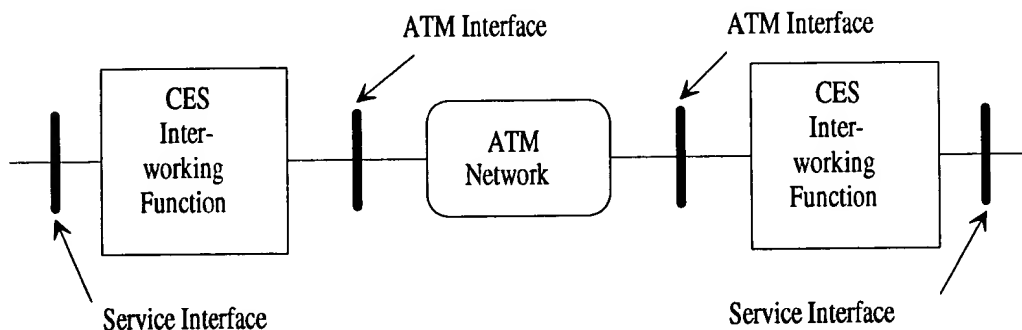 ATM Interface
ATM Interface
CES
Inter-
working
Function
ATM
Network
CES
Inter-
working
Function
Service Interface
Service Interface